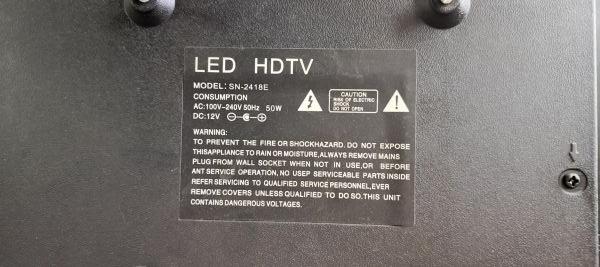 LED HDTV
MODEL: SN-2418E
CONSUMPTION
AC:100V-240V 50Hz 50W
DC:12V
CAUTION
RISK OF ELECTRIC
SHOCK
DO NOT OPEN
WARNING:
TO PREVENT THE FIRE OR SHOCKHAZARD. DO NOT EXPOSE
THISAPPLIANCE TO RAIN OR MOISTURE,ALWAYS REMOVE MAINS
PLUG FROM WALL SOCKET WHEN NOT IN USE,OR BEFORE
ANT SERVICE OPERATION, NO USEP SERVICEABLE PARTS INSIDE
REFER SERVICING TO QUALIFIED SERVICE PERSONNEL,EVER
REMOVE COVERS UNLESS QUALIFIED TO DO SO.THIS UNIT
CONTAINS DANGEROUS VOLTAGES.